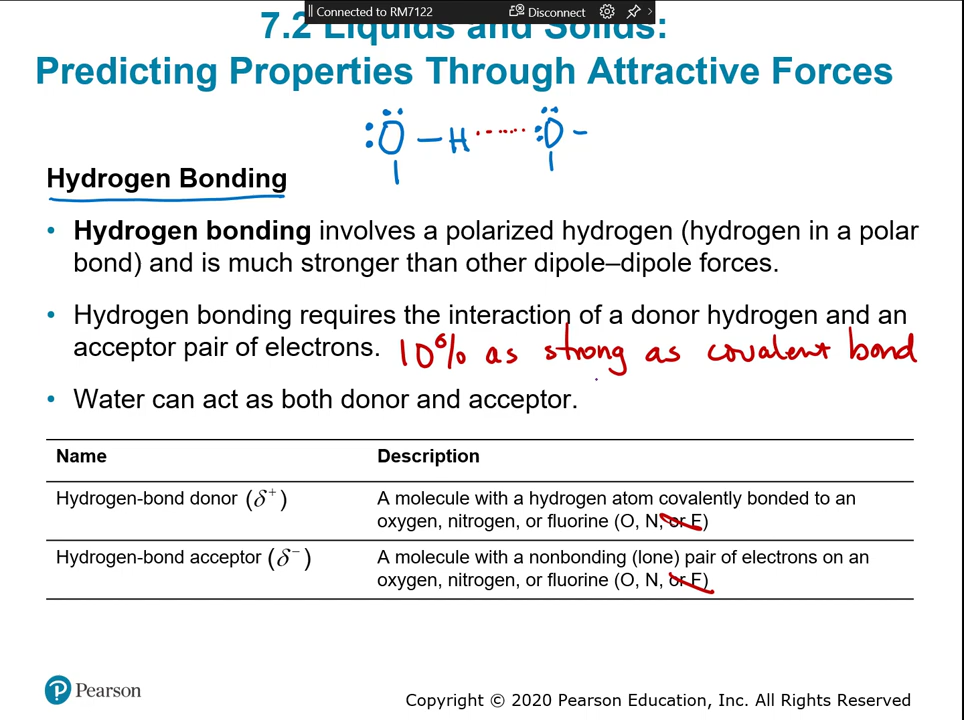 Connected to RM7122 Disconnect
7.2 Liquids and Solids:
Predicting Properties Through Attractive Forces
:Ö — H ...... :Ö —
Hydrogen Bonding
• Hydrogen bonding involves a polarized hydrogen (hydrogen in a polar
bond) and is much stronger than other dipole–dipole forces.
• Hydrogen bonding requires the interaction of a donor hydrogen and an
acceptor pair of electrons. 10% as strong as covalent bond
• Water can act as both donor and acceptor.
Name Description
Hydrogen-bond donor (δ⁺) A molecule with a hydrogen atom covalently bonded to an
oxygen, nitrogen, or fluorine (O, N, or F)
Hydrogen-bond acceptor (δ⁻) A molecule with a nonbonding (lone) pair of electrons on an
oxygen, nitrogen, or fluorine (O, N, or F)
P Pearson
Copyright © 2020 Pearson Education, Inc. All Rights Reserved